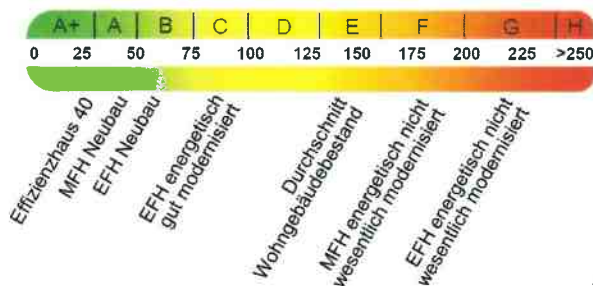 A+ A B C D E F G H
0 25 50 75 100 125 150 175 200 225 >250
Effizienzhaus 40
MFH Neubau
EFH Neubau
EFH energetisch
gut modernisiert
Durchschnitt
Wohngebäudebestand
MFH energetisch nicht
wesentlich modernisiert
EFH energetisch nicht
wesentlich modernisiert